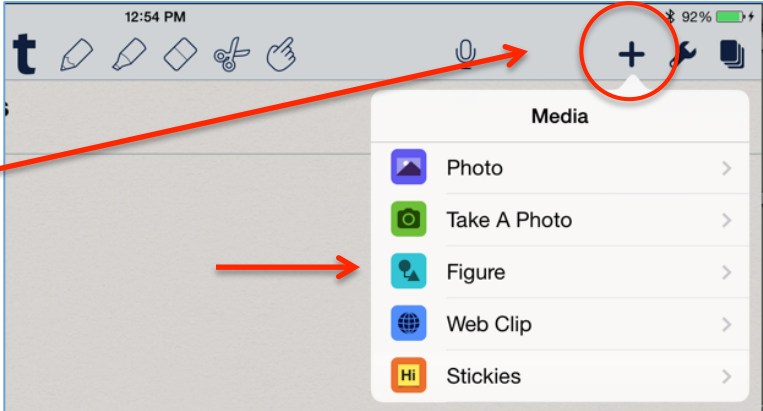 12:54 PM 92%
t
s
Media
Photo
Take A Photo
Figure
Web Clip
Hi Stickies